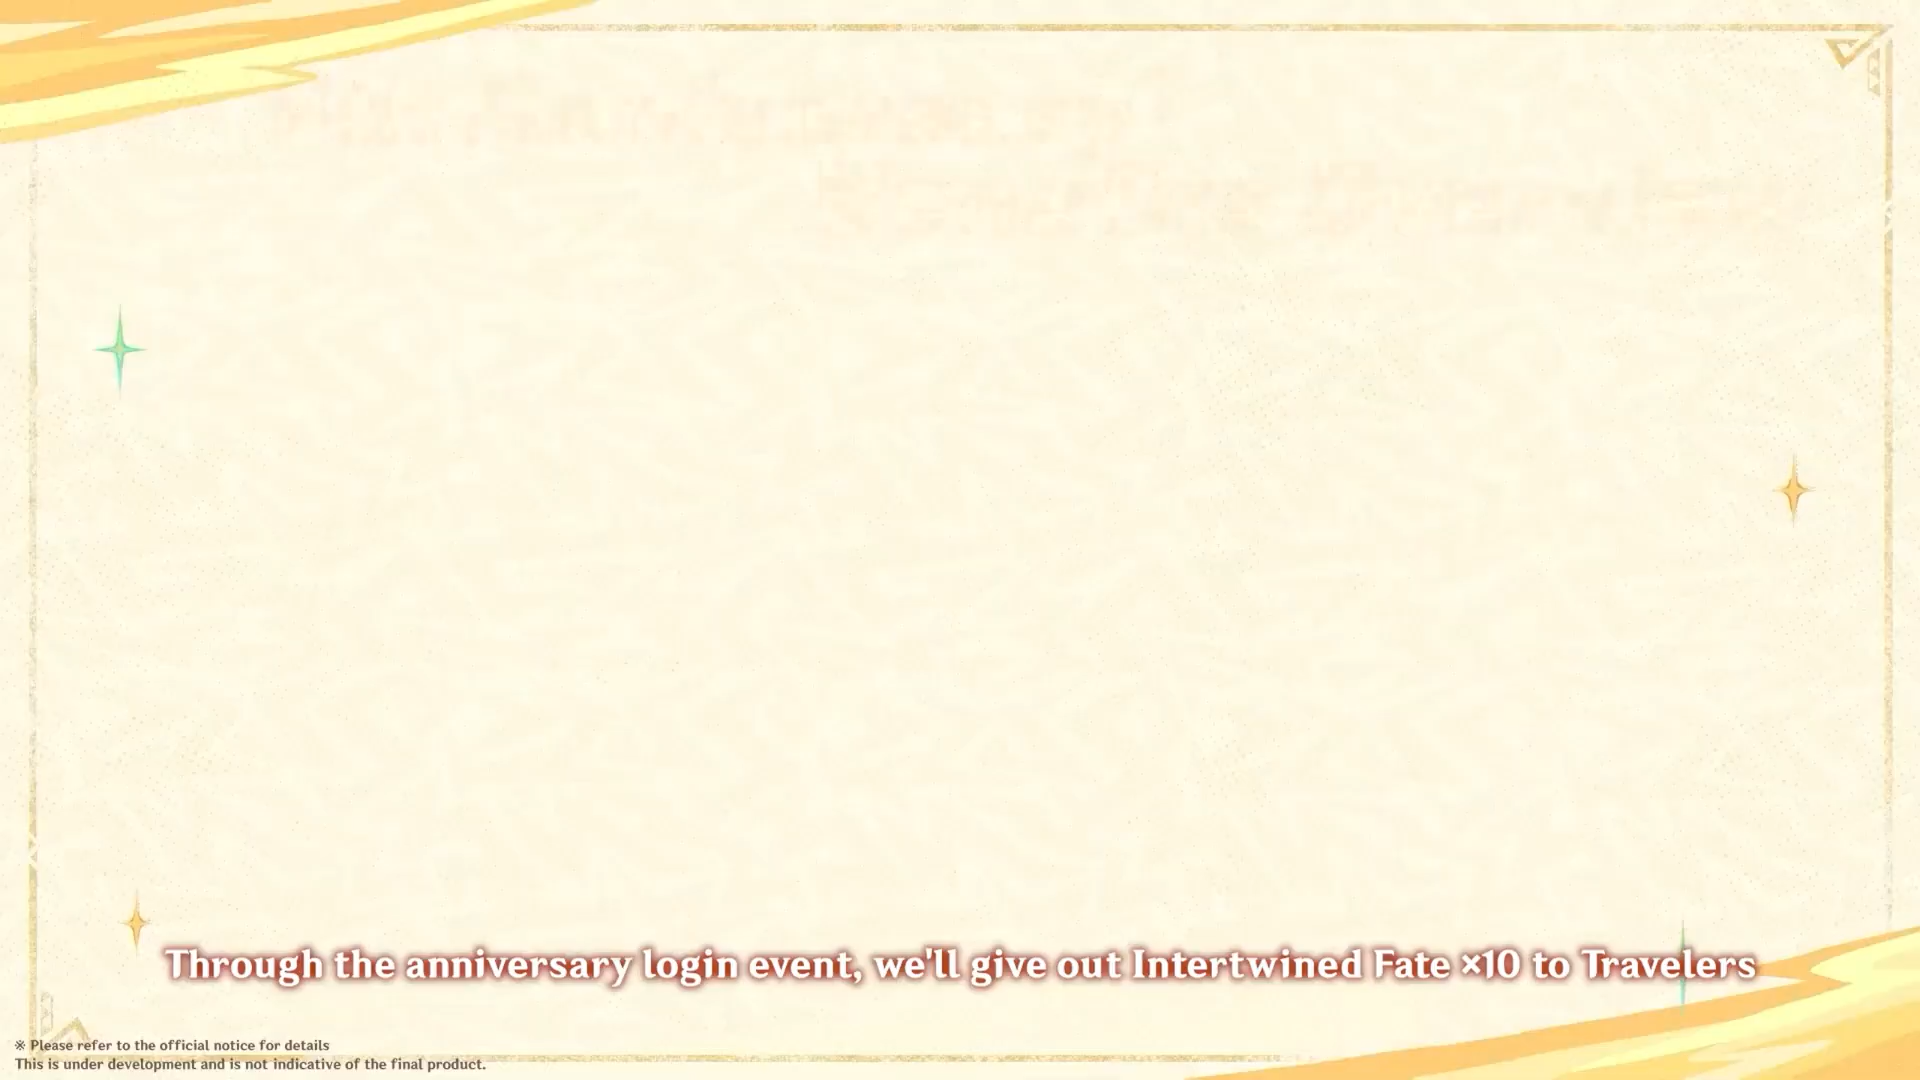 Through the anniversary login event, we'll give out Intertwined Fate ×10 to Travelers
※ Please refer to the official notice for details
This is under development and is not indicative of the final product.